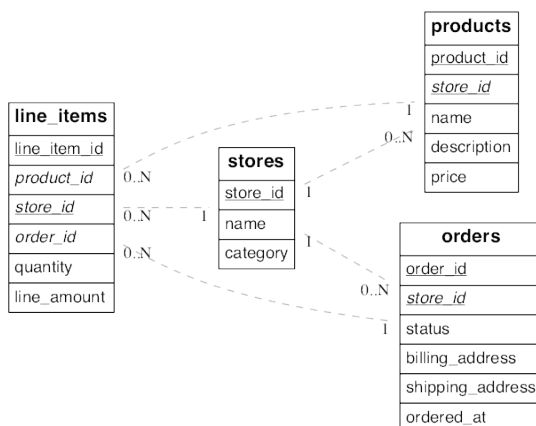 products
product_id
store_id
name
description
price
line_items
line_item_id
product_id
store_id
order_id
quantity
line_amount
stores
store_id
name
category
orders
order_id
store_id
status
billing_address
shipping_address
ordered_at
1
0..N
0..N
1
0..N
1
0..N
1
0..N
1